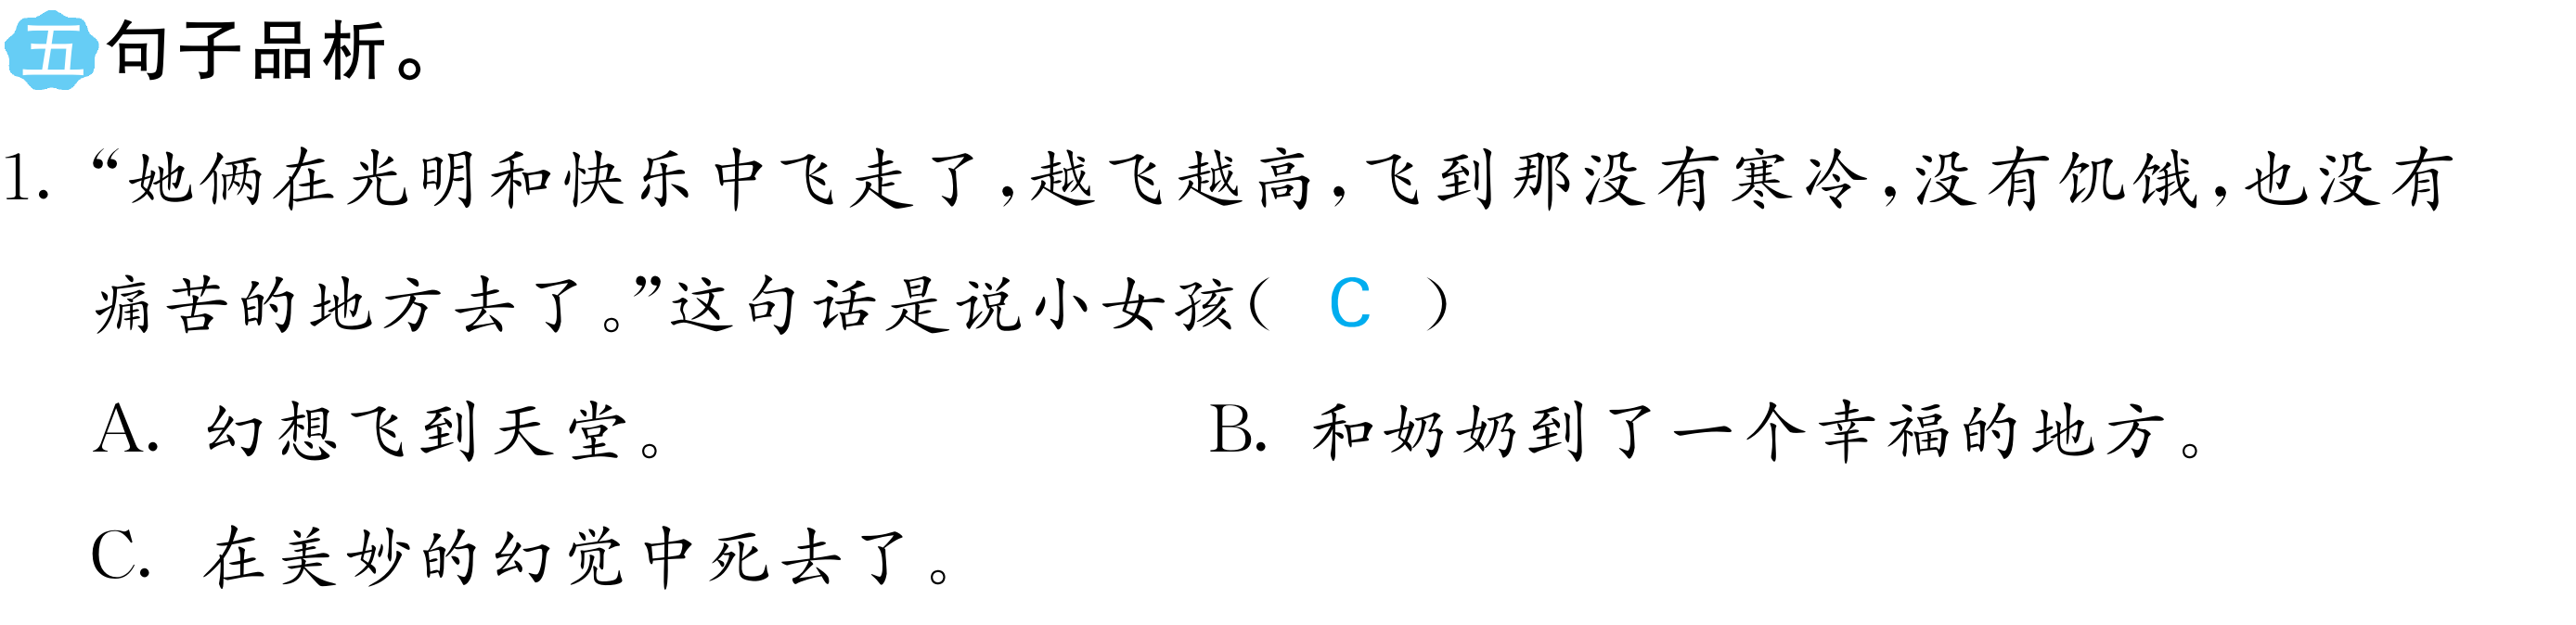 五 句子品析。
1. “她俩在光明和快乐中飞走了,越飞越高,飞到那没有寒冷,没有饥饿,也没有
痛苦的地方去了。”这句话是说小女孩( C )
A. 幻想飞到天堂。 B. 和奶奶到了一个幸福的地方。
C. 在美妙的幻觉中死去了。